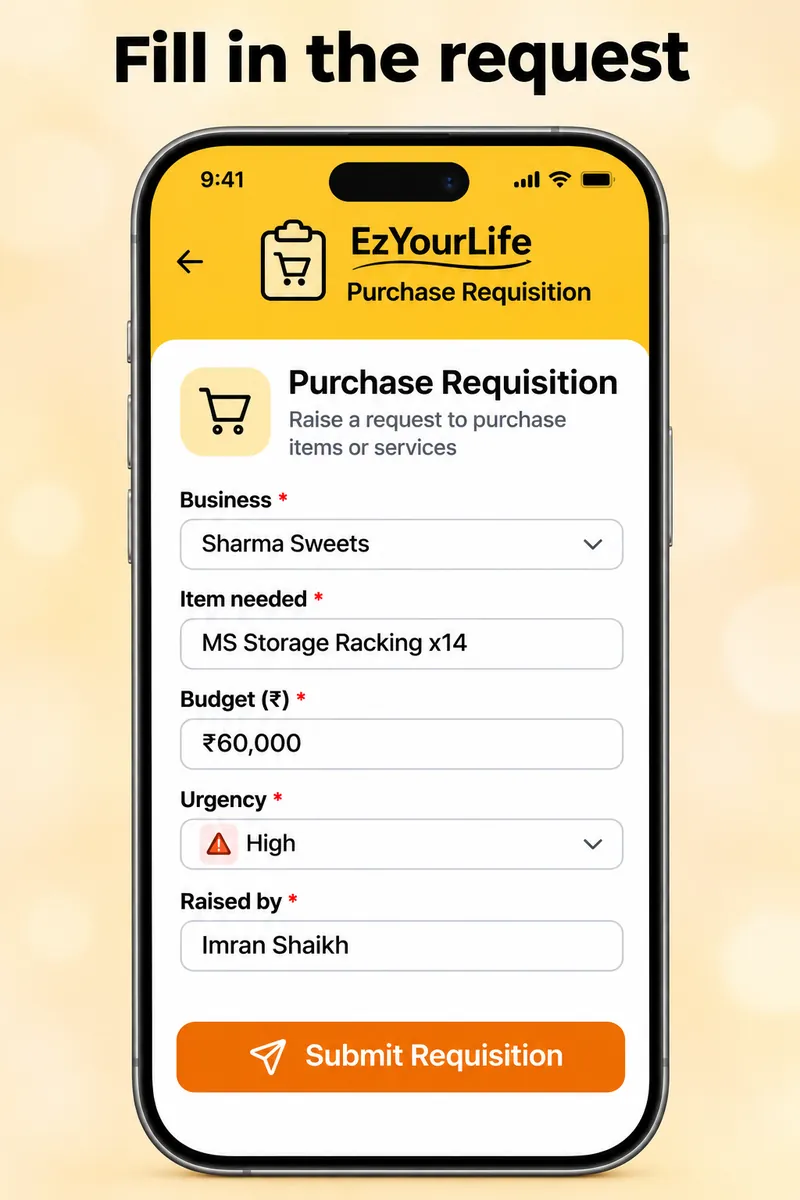 Fill in the request
9:41
EzYourLife
Purchase Requisition
Purchase Requisition
Raise a request to purchase
items or services
Business *
Sharma Sweets
Item needed *
MS Storage Racking x14
Budget (₹) *
₹60,000
Urgency *
High
Raised by *
Imran Shaikh
Submit Requisition